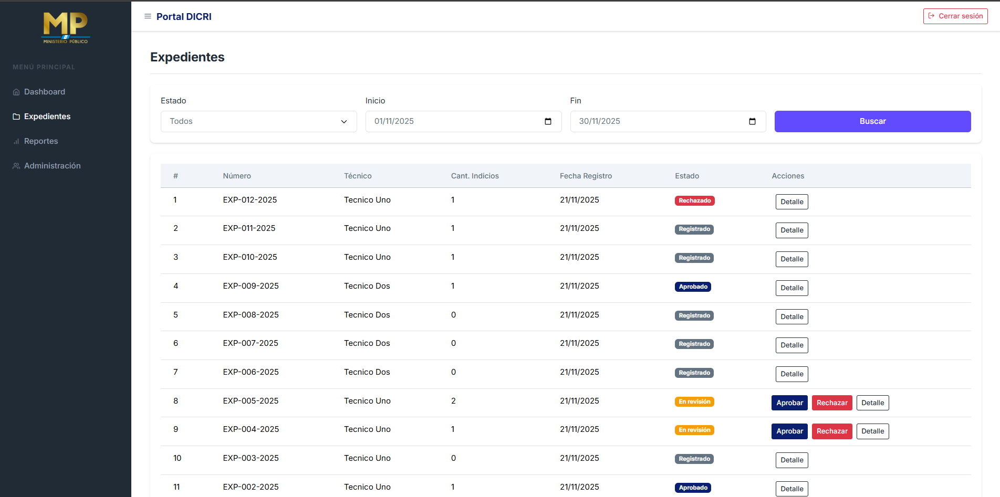 MP
MINISTERIO PÚBLICO
Portal DICRI
Cerrar sesión
MENÚ PRINCIPAL
Dashboard
Expedientes
Reportes
Administración
Expedientes
Estado Inicio Fin
Todos 01/11/2025 30/11/2025 Buscar
# Número Técnico Cant. Indicios Fecha Registro Estado Acciones
1 EXP-012-2025 Tecnico Uno 1 21/11/2025 Rechazado Detalle
2 EXP-011-2025 Tecnico Uno 1 21/11/2025 Registrado Detalle
3 EXP-010-2025 Tecnico Uno 1 21/11/2025 Registrado Detalle
4 EXP-009-2025 Tecnico Dos 1 21/11/2025 Aprobado Detalle
5 EXP-008-2025 Tecnico Dos 0 21/11/2025 Registrado Detalle
6 EXP-007-2025 Tecnico Dos 0 21/11/2025 Registrado Detalle
7 EXP-006-2025 Tecnico Dos 0 21/11/2025 Registrado Detalle
8 EXP-005-2025 Tecnico Uno 2 21/11/2025 En revisión Aprobar Rechazar Detalle
9 EXP-004-2025 Tecnico Uno 1 21/11/2025 En revisión Aprobar Rechazar Detalle
10 EXP-003-2025 Tecnico Uno 0 21/11/2025 Registrado Detalle
11 EXP-002-2025 Tecnico Uno 1 21/11/2025 Aprobado Detalle